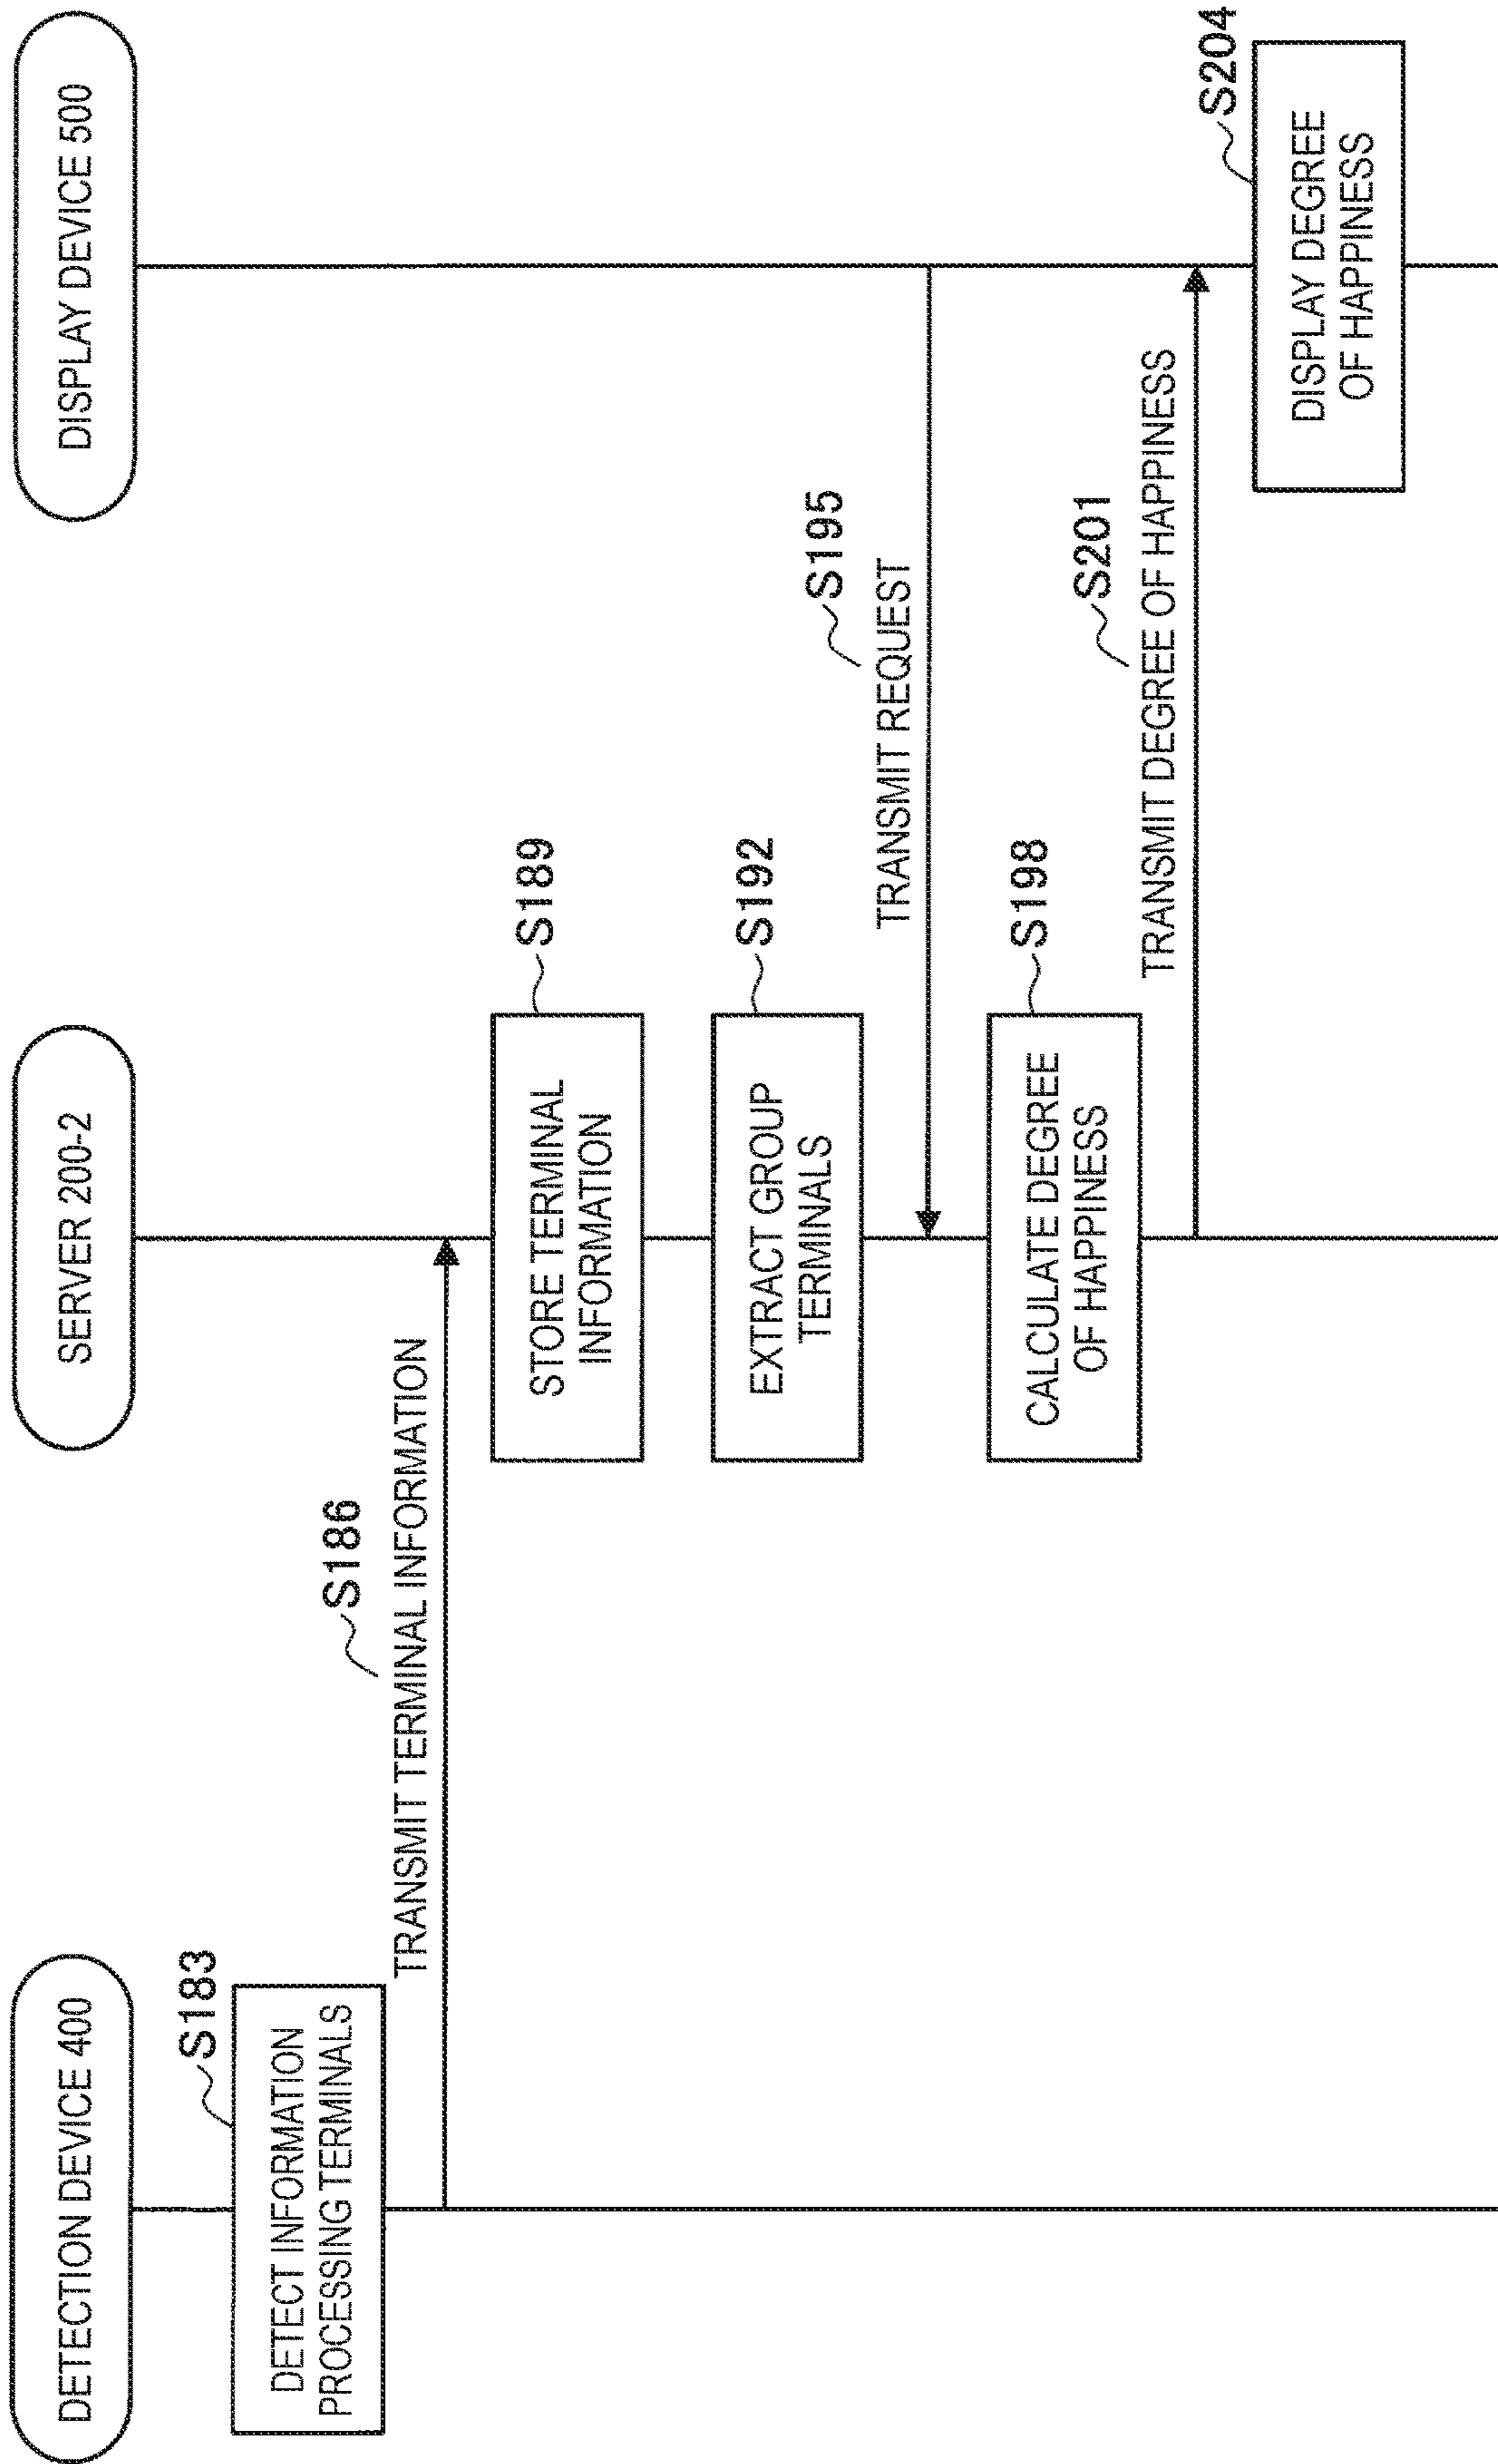 DETECTION DEVICE 400
SERVER 200-2
DISPLAY DEVICE 500
S183
DETECT INFORMATION
PROCESSING TERMINALS
S186
TRANSMIT TERMINAL INFORMATION
S189
STORE TERMINAL
INFORMATION
S192
EXTRACT GROUP
TERMINALS
S195
TRANSMIT REQUEST
S198
CALCULATE DEGREE
OF HAPPINESS
S201
TRANSMIT DEGREE OF HAPPINESS
S204
DISPLAY DEGREE
OF HAPPINESS